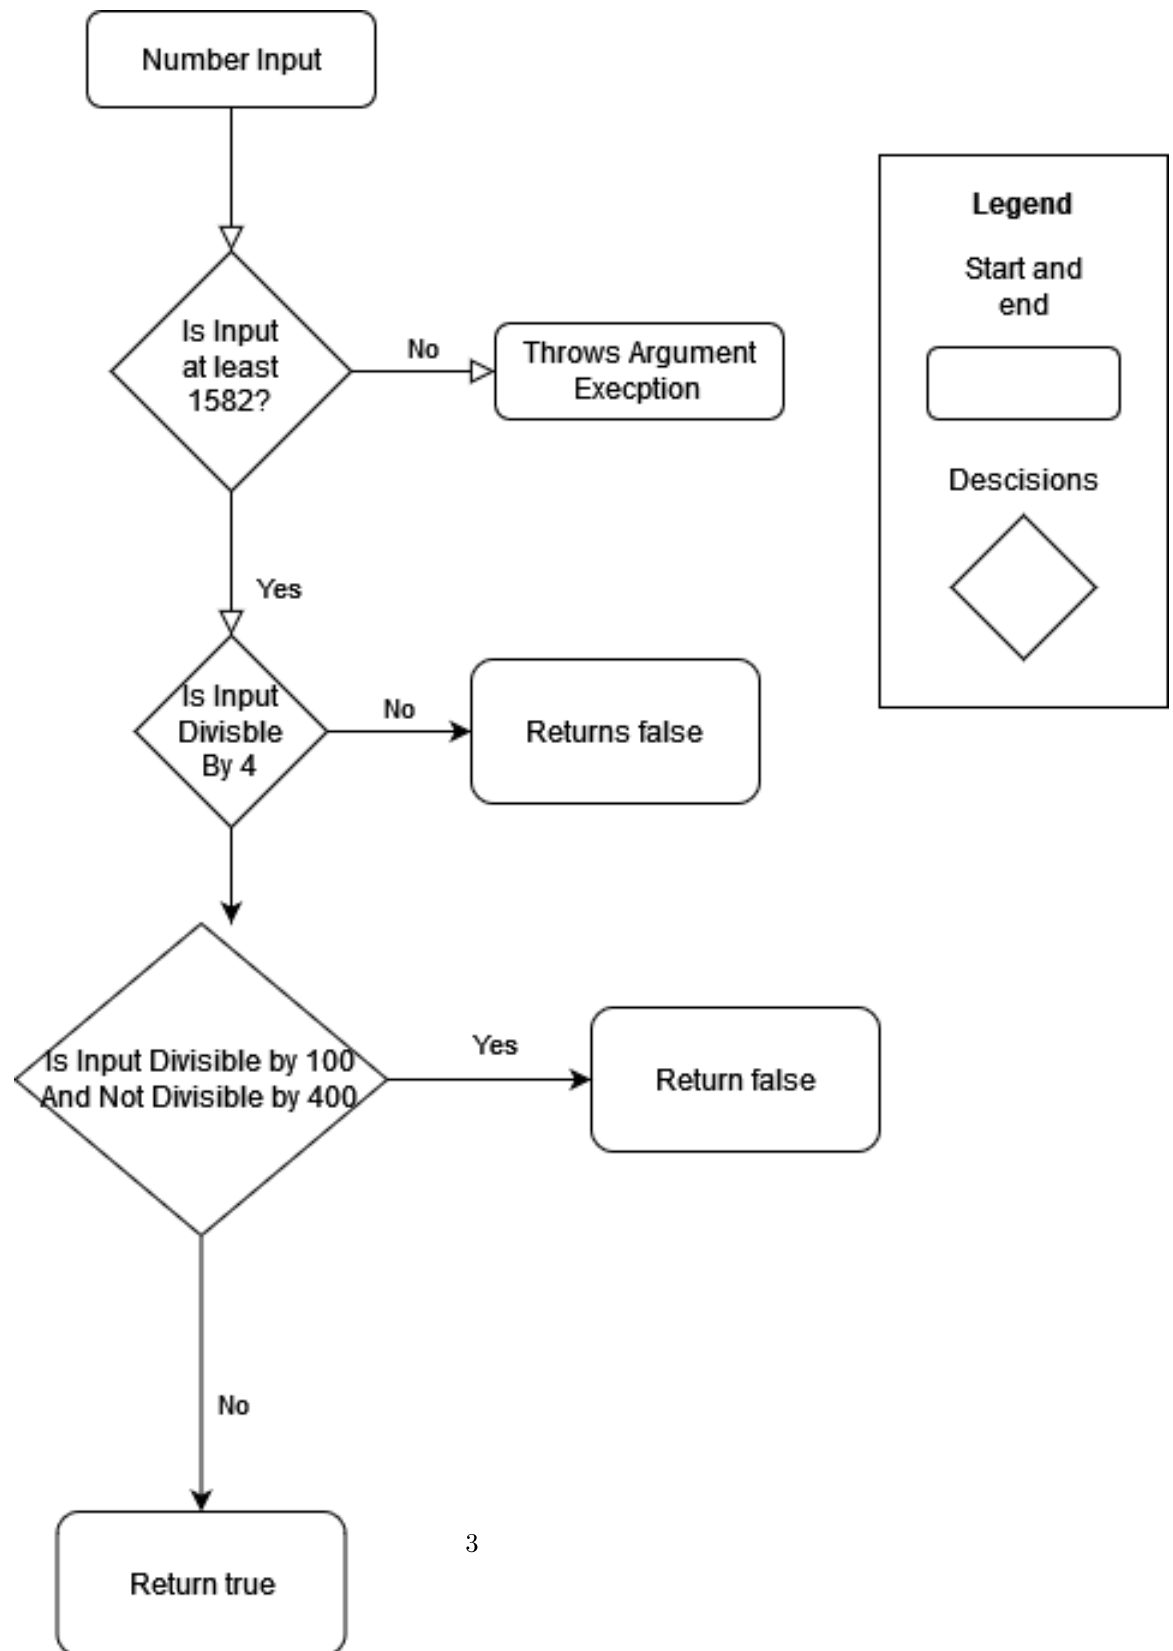 Number Input
Legend
Start and
end
Is Input
at least
1582?
No
Throws Argument
Execption
Descisions
Yes
Is Input
Divisble
By 4
No
Returns false
Is Input Divisible by 100
And Not Divisible by 400
Yes
Return false
No
3
Return true